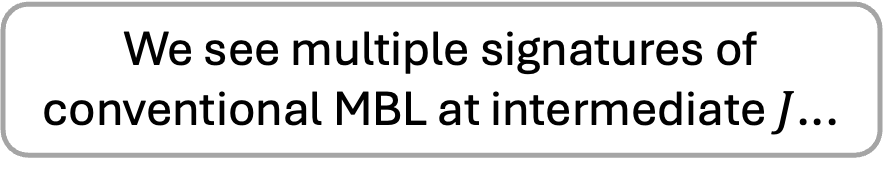 We see multiple signatures of
conventional MBL at intermediate J...